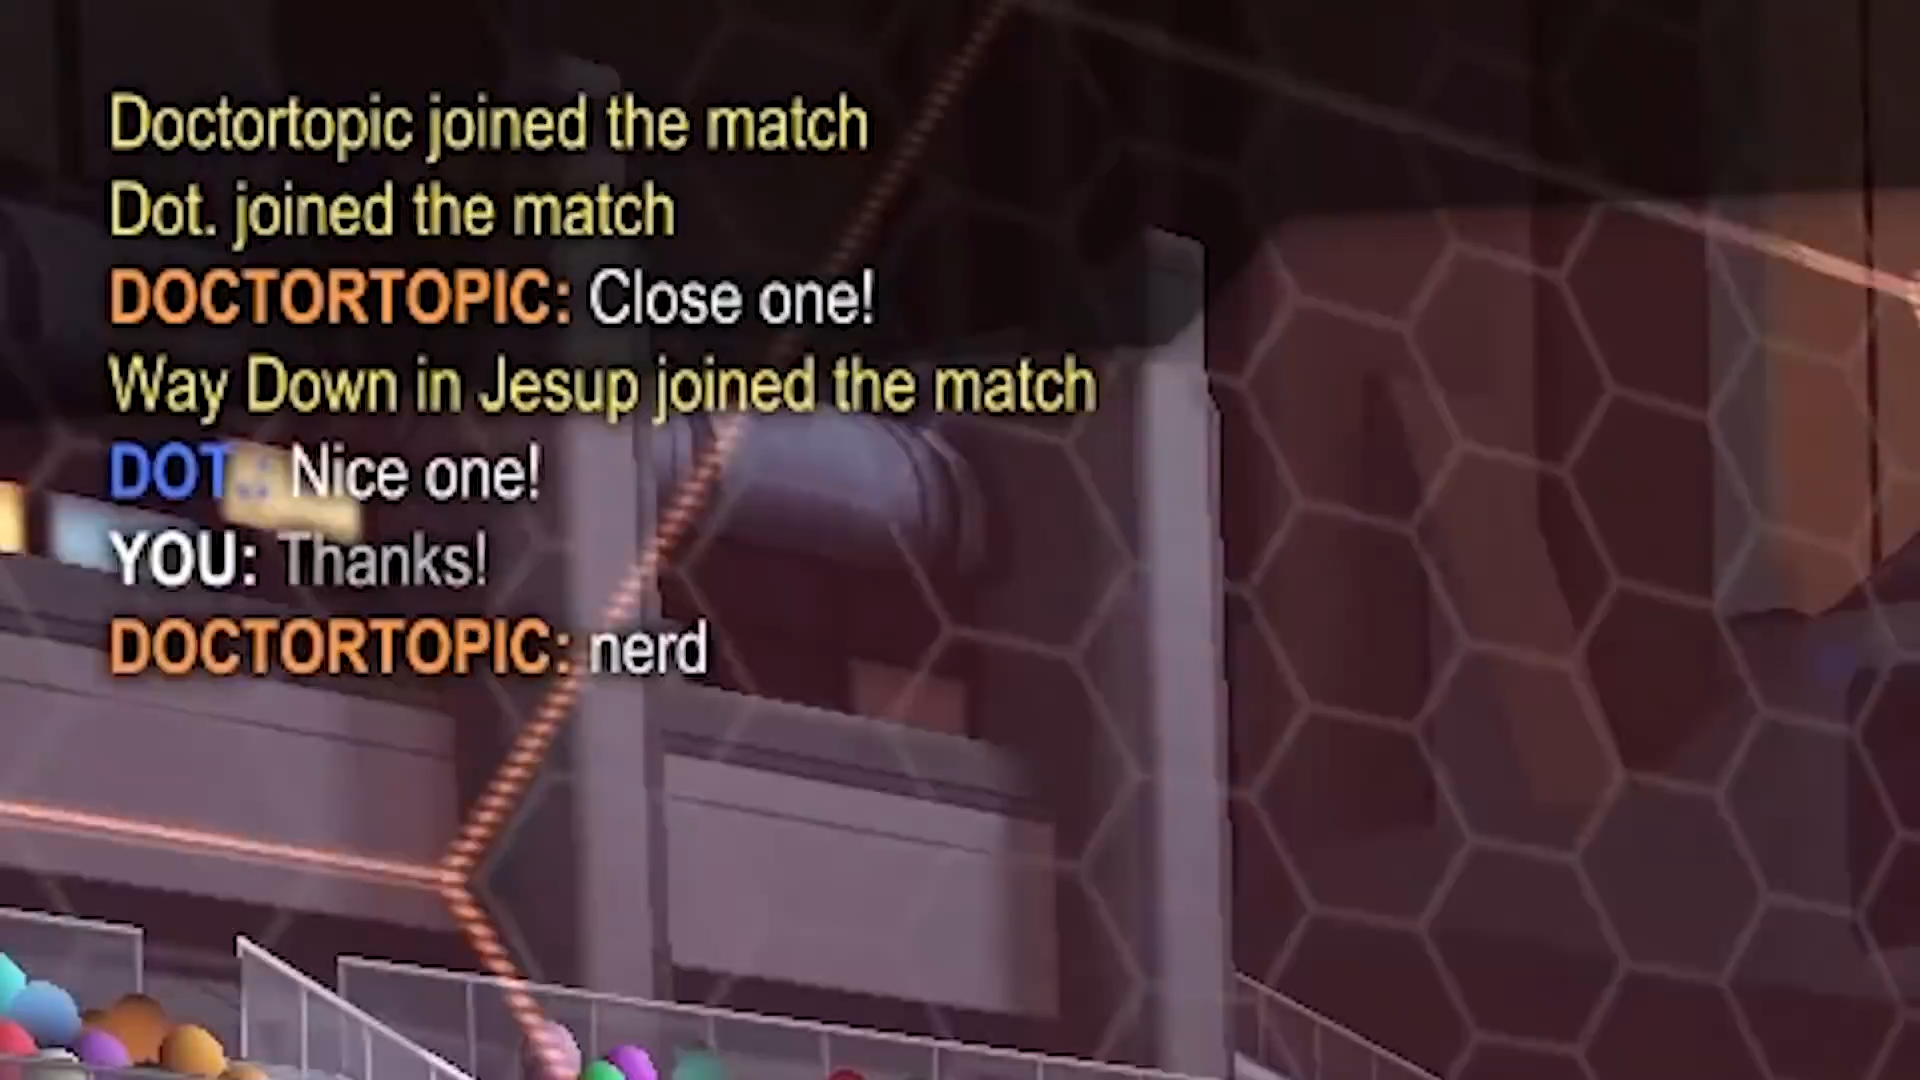 Doctortopic joined the match
Dot. joined the match
DOCTORTOPIC: Close one!
Way Down in Jesup joined the match
DOT.: Nice one!
YOU: Thanks!
DOCTORTOPIC: nerd